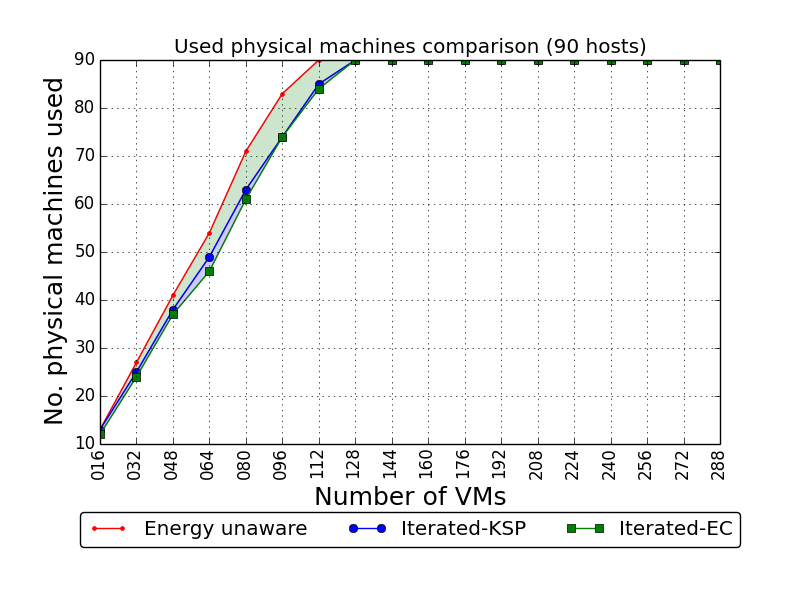 Used physical machines comparison (90 hosts)
No. physical machines used
90
80
70
60
50
40
30
20
10
016 032 048 064 080 096 112 128 144 160 176 192 208 224 240 256 272 288
Number of VMs
Energy unaware Iterated-KSP Iterated-EC